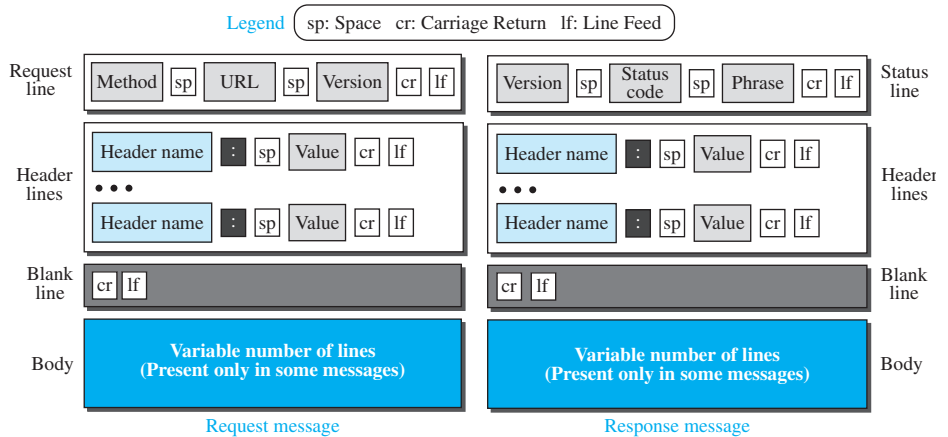 Legend sp: Space cr: Carriage Return lf: Line Feed
Request line
Method sp URL sp Version cr lf
Header lines
Header name : sp Value cr lf
• • •
Header name : sp Value cr lf
Blank line
cr lf
Body
Variable number of lines
(Present only in some messages)
Request message
Version sp Status code sp Phrase cr lf
Status line
Header name : sp Value cr lf
• • •
Header name : sp Value cr lf
Header lines
cr lf
Blank line
Variable number of lines
(Present only in some messages)
Body
Response message